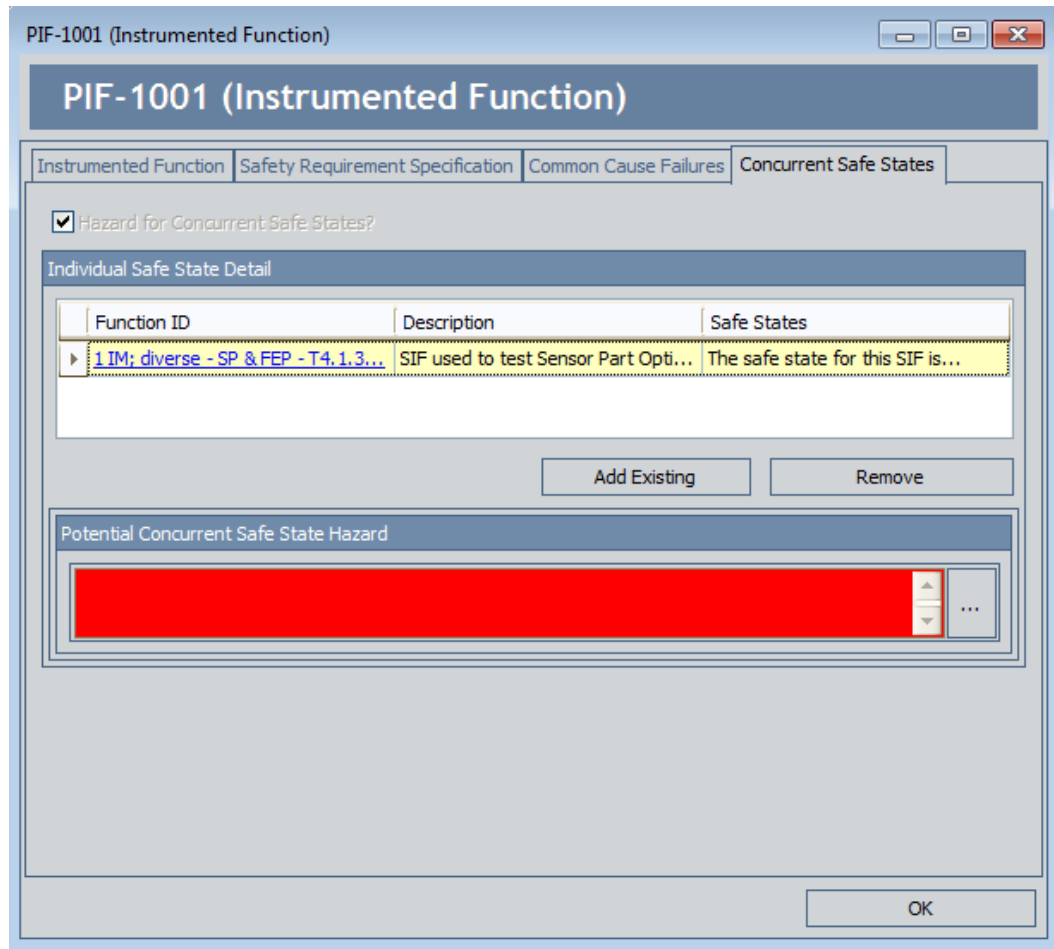 PIF-1001 (Instrumented Function)
PIF-1001 (Instrumented Function)
Instrumented Function Safety Requirement Specification Common Cause Failures Concurrent Safe States
Hazard for Concurrent Safe States?
Individual Safe State Detail
Function ID Description Safe States
1 IM; diverse - SP & FEP - T4.1.3... SIF used to test Sensor Part Opti... The safe state for this SIF is...
Add Existing Remove
Potential Concurrent Safe State Hazard
...
OK